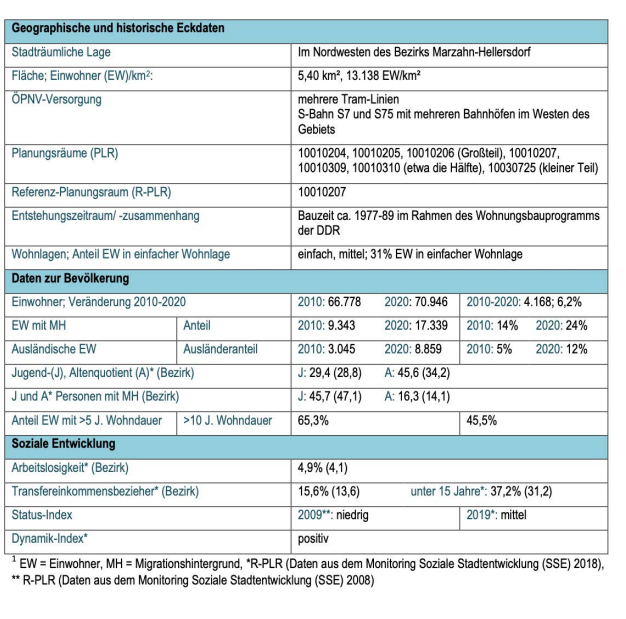 Geographische und historische Eckdaten
Stadträumliche Lage Im Nordwesten des Bezirks Marzahn-Hellersdorf
Fläche; Einwohner (EW)/km²: 5,40 km², 13.138 EW/km²
ÖPNV-Versorgung mehrere Tram-Linien
S-Bahn S7 und S75 mit mehreren Bahnhöfen im Westen des
Gebiets
Planungsräume (PLR) 10010204, 10010205, 10010206 (Großteil), 10010207,
10010309, 10010310 (etwa die Hälfte), 10030725 (kleiner Teil)
Referenz-Planungsraum (R-PLR) 10010207
Entstehungszeitraum/ -zusammenhang Bauzeit ca. 1977-89 im Rahmen des Wohnungsbauprogramms
der DDR
Wohnlagen; Anteil EW in einfacher Wohnlage einfach, mittel; 31% EW in einfacher Wohnlage
Daten zur Bevölkerung
Einwohner; Veränderung 2010-2020 2010: 66.778 2020: 70.946 2010-2020: 4.168; 6,2%
EW mit MH Anteil 2010: 9.343 2020: 17.339 2010: 14% 2020: 24%
Ausländische EW Ausländeranteil 2010: 3.045 2020: 8.859 2010: 5% 2020: 12%
Jugend-(J), Altenquotient (A)* (Bezirk) J: 29,4 (28,8) A: 45,6 (34,2)
J und A* Personen mit MH (Bezirk) J: 45,7 (47,1) A: 16,3 (14,1)
Anteil EW mit >5 J. Wohndauer >10 J. Wohndauer 65,3% 45,5%
Soziale Entwicklung
Arbeitslosigkeit* (Bezirk) 4,9% (4,1)
Transfereinkommensbezieher* (Bezirk) 15,6% (13,6) unter 15 Jahre*: 37,2% (31,2)
Status-Index 2009**: niedrig 2019*: mittel
Dynamik-Index* positiv
¹ EW = Einwohner, MH = Migrationshintergrund, *R-PLR (Daten aus dem Monitoring Soziale Stadtentwicklung (SSE) 2018),
** R-PLR (Daten aus dem Monitoring Soziale Stadtentwicklung (SSE) 2008)